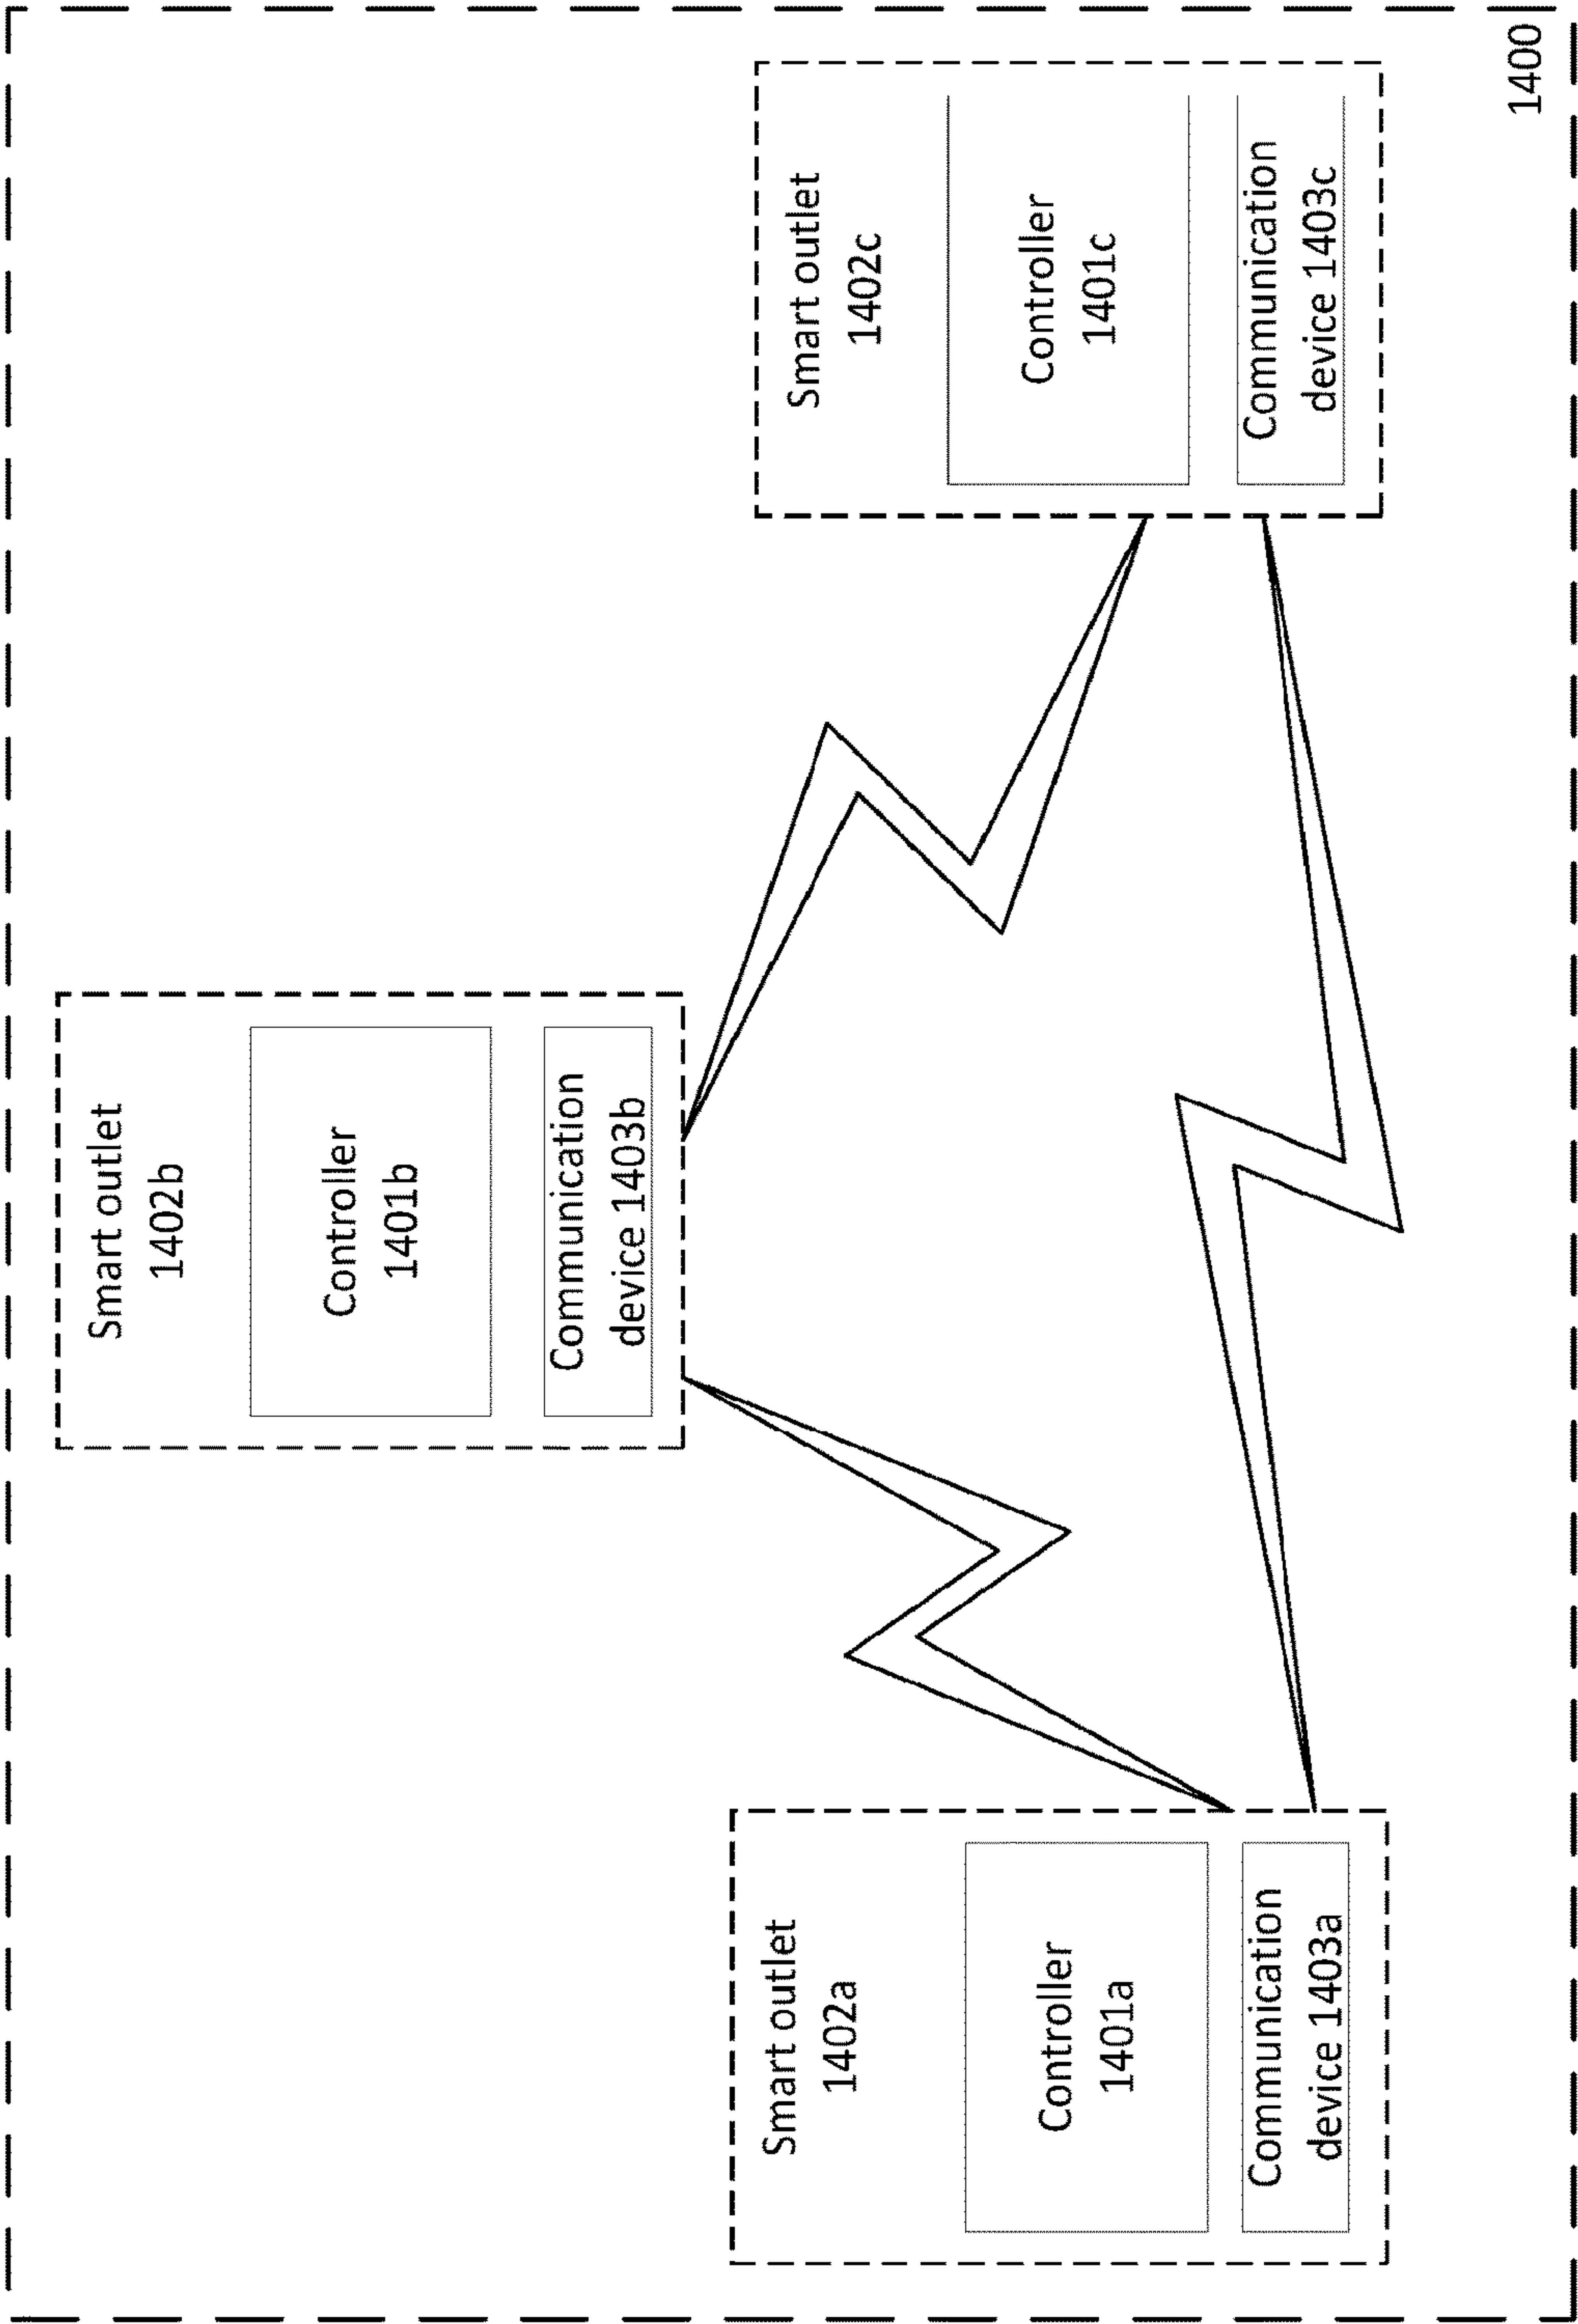 Smart outlet
1402b
Controller
1401b
Communication
device 1403b
Smart outlet
1402a
Controller
1401a
Communication
device 1403a
Smart outlet
1402c
Controller
1401c
Communication
device 1403c
1400